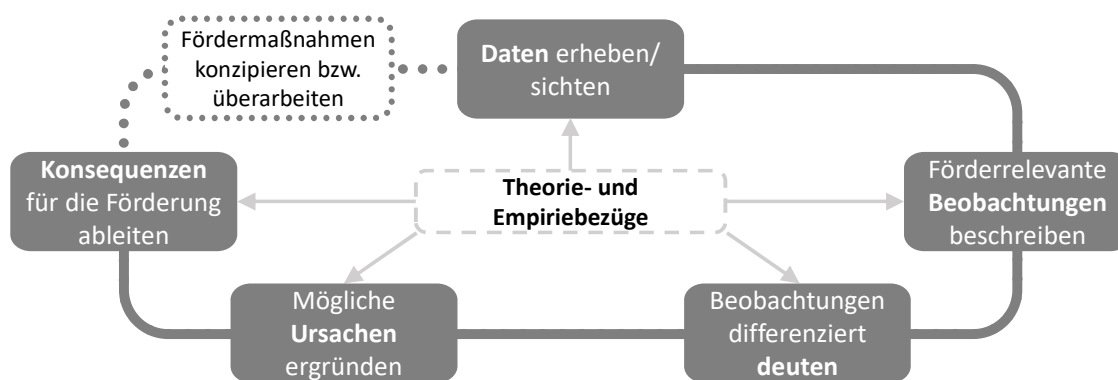 Fördermaßnahmen
konzipieren bzw.
überarbeiten
Daten erheben/
sichten
Konsequenzen
für die Förderung
ableiten
Theorie- und
Empiriebezüge
Förderrelevante
Beobachtungen
beschreiben
Mögliche
Ursachen
ergründen
Beobachtungen
differenziert
deuten